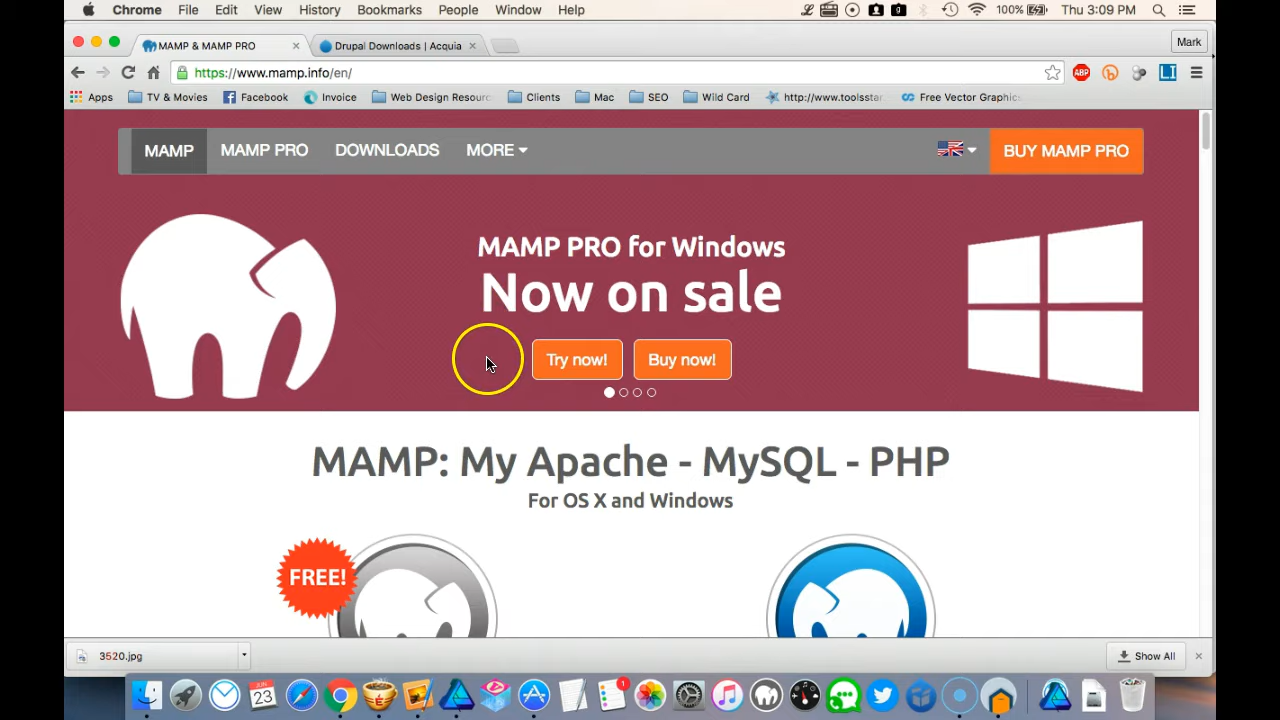 Chrome File Edit View History Bookmarks People Window Help 100% Thu 3:09 PM
MAMP & MAMP PRO Drupal Downloads | Acquia Mark
https://www.mamp.info/en/ ABP LI
Apps TV & Movies Facebook Invoice Web Design Resourc Clients Mac SEO Wild Card http://www.toolsstar Free Vector Graphics
MAMP MAMP PRO DOWNLOADS MORE BUY MAMP PRO
MAMP PRO for Windows
Now on sale
Try now! Buy now!
MAMP: My Apache - MySQL - PHP
For OS X and Windows
FREE!
3520.jpg Show All
JUN
23 1